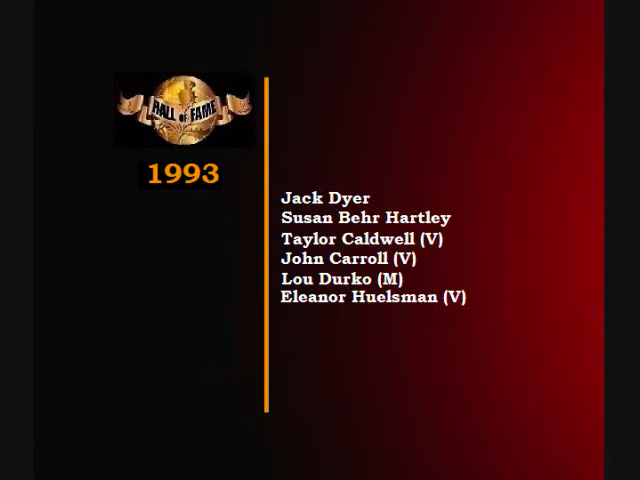 HALL OF FAME
1993
Jack Dyer
Susan Behr Hartley
Taylor Caldwell (V)
John Carroll (V)
Lou Durko (M)
Eleanor Huelsman (V)